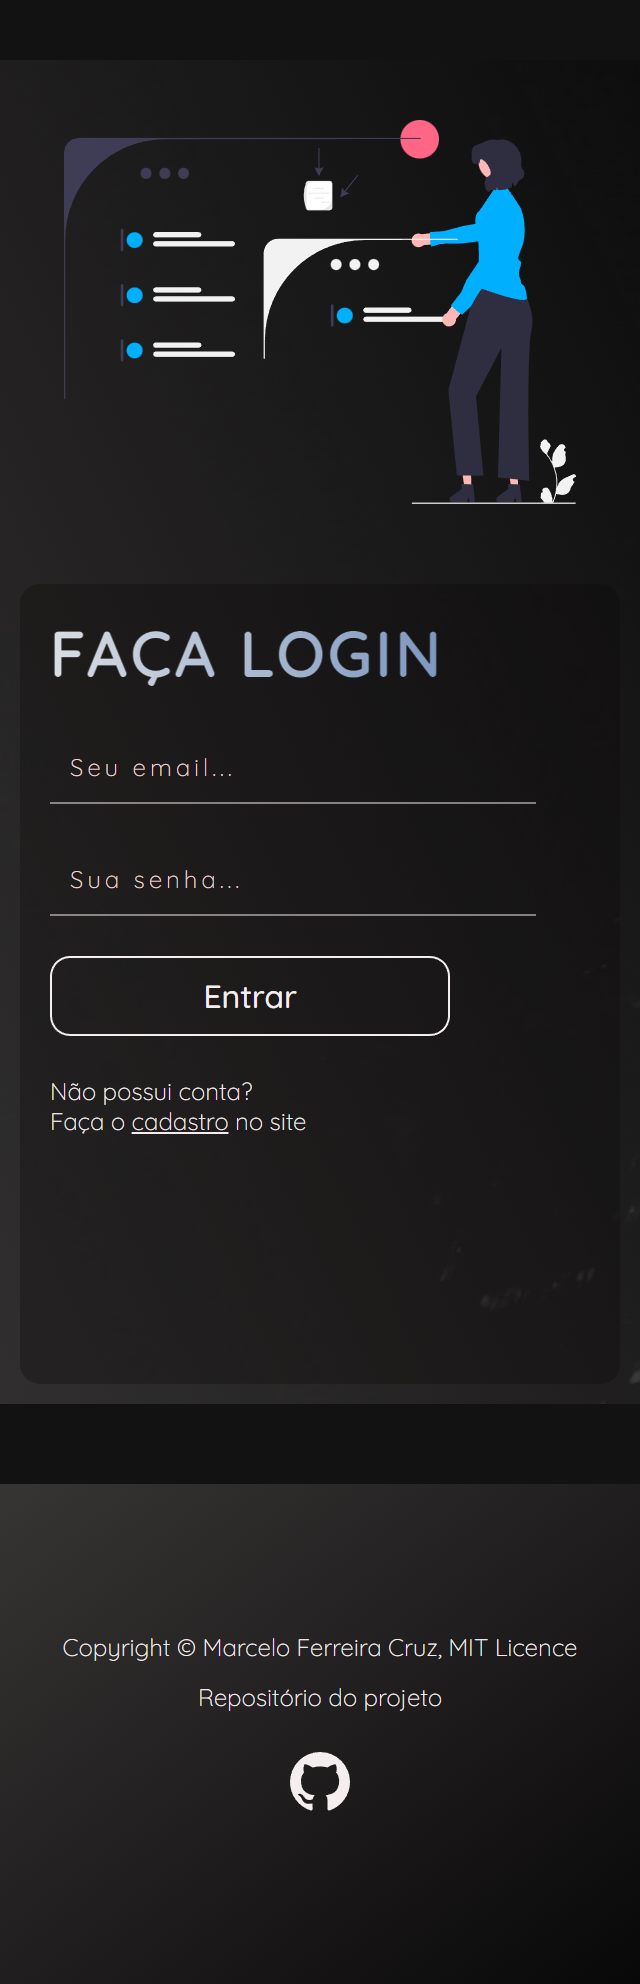 FAÇA LOGIN
Seu email...
Sua senha...
Entrar
Não possui conta?
Faça o cadastro no site
Copyright © Marcelo Ferreira Cruz, MIT Licence
Repositório do projeto